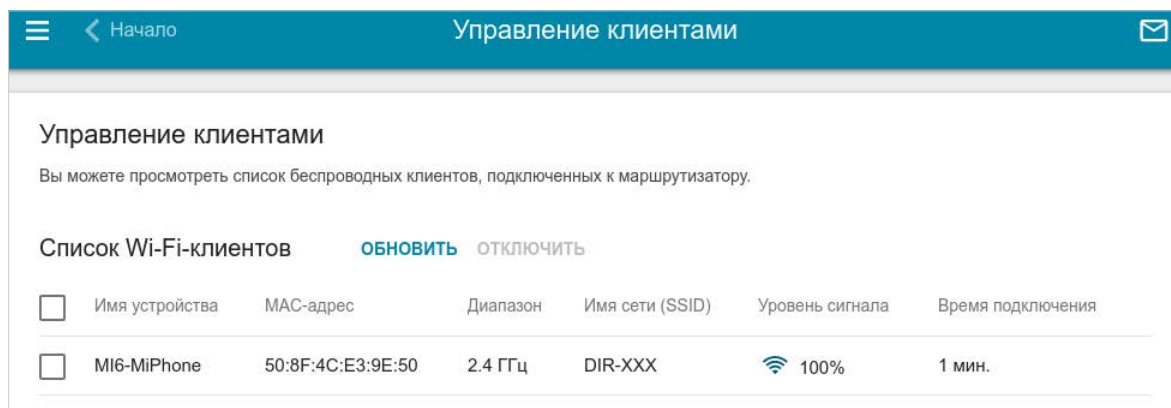 Начало Управление клиентами
Управление клиентами
Вы можете просмотреть список беспроводных клиентов, подключенных к маршрутизатору.
Список Wi-Fi-клиентов ОБНОВИТЬ ОТКЛЮЧИТЬ
Имя устройства MAC-адрес Диапазон Имя сети (SSID) Уровень сигнала Время подключения
MI6-MiPhone 50:8F:4C:E3:9E:50 2.4 ГГц DIR-XXX 100% 1 мин.